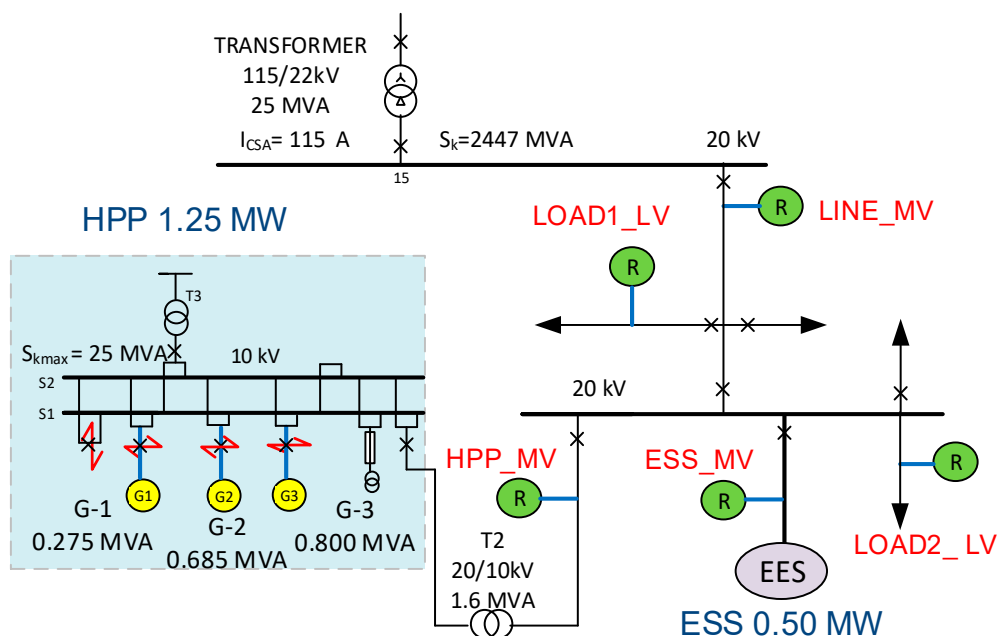 TRANSFORMER
115/22kV
25 MVA
I_CSA= 115 A
S_k=2447 MVA
20 kV
15
HPP 1.25 MW
LOAD1_LV
R
LINE_MV
R
T3
S_kmax= 25 MVA
10 kV
S2
S1
20 kV
HPP_MV
R
ESS_MV
R
R
LOAD2_ LV
G1
G2
G3
G-1
0.275 MVA
G-2
0.685 MVA
G-3
0.800 MVA
T2
20/10kV
1.6 MVA
EES
ESS 0.50 MW